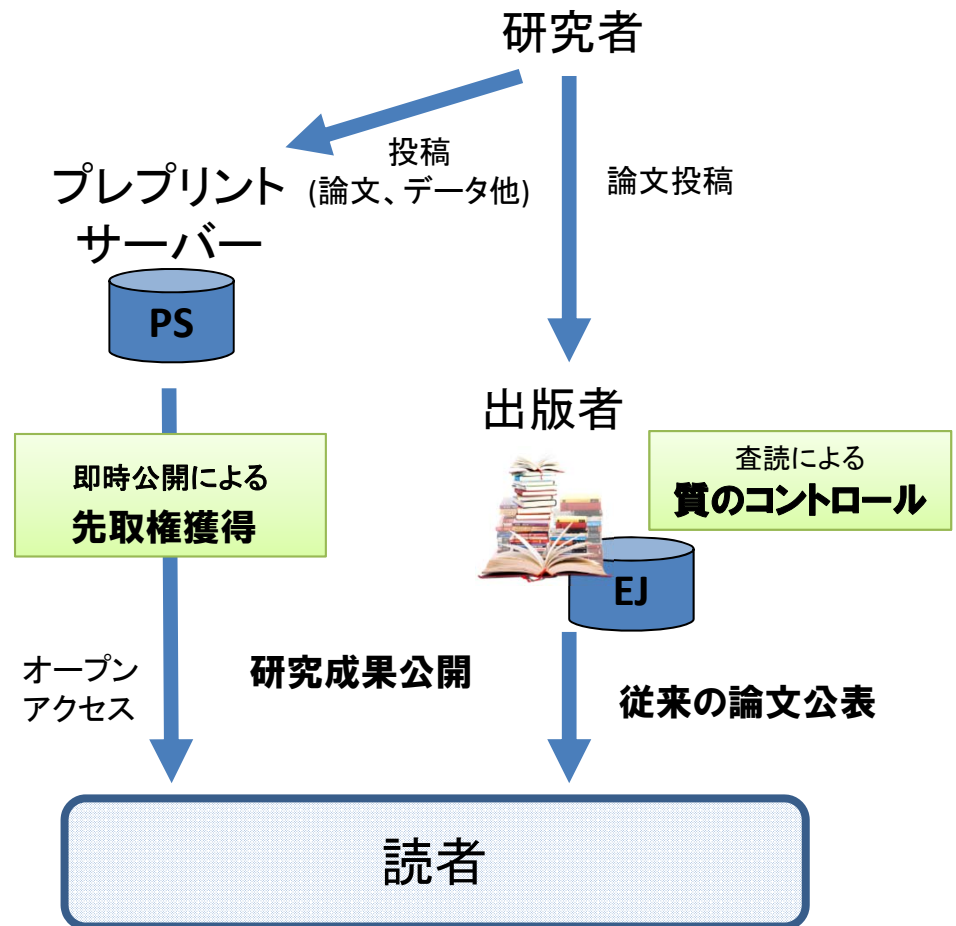 研究者
投稿
(論文、データ他)
論文投稿
プレプリント
サーバー
PS
出版者
即時公開による
先取権獲得
査読による
質のコントロール
EJ
オープン
アクセス
研究成果公開
従来の論文公表
読者